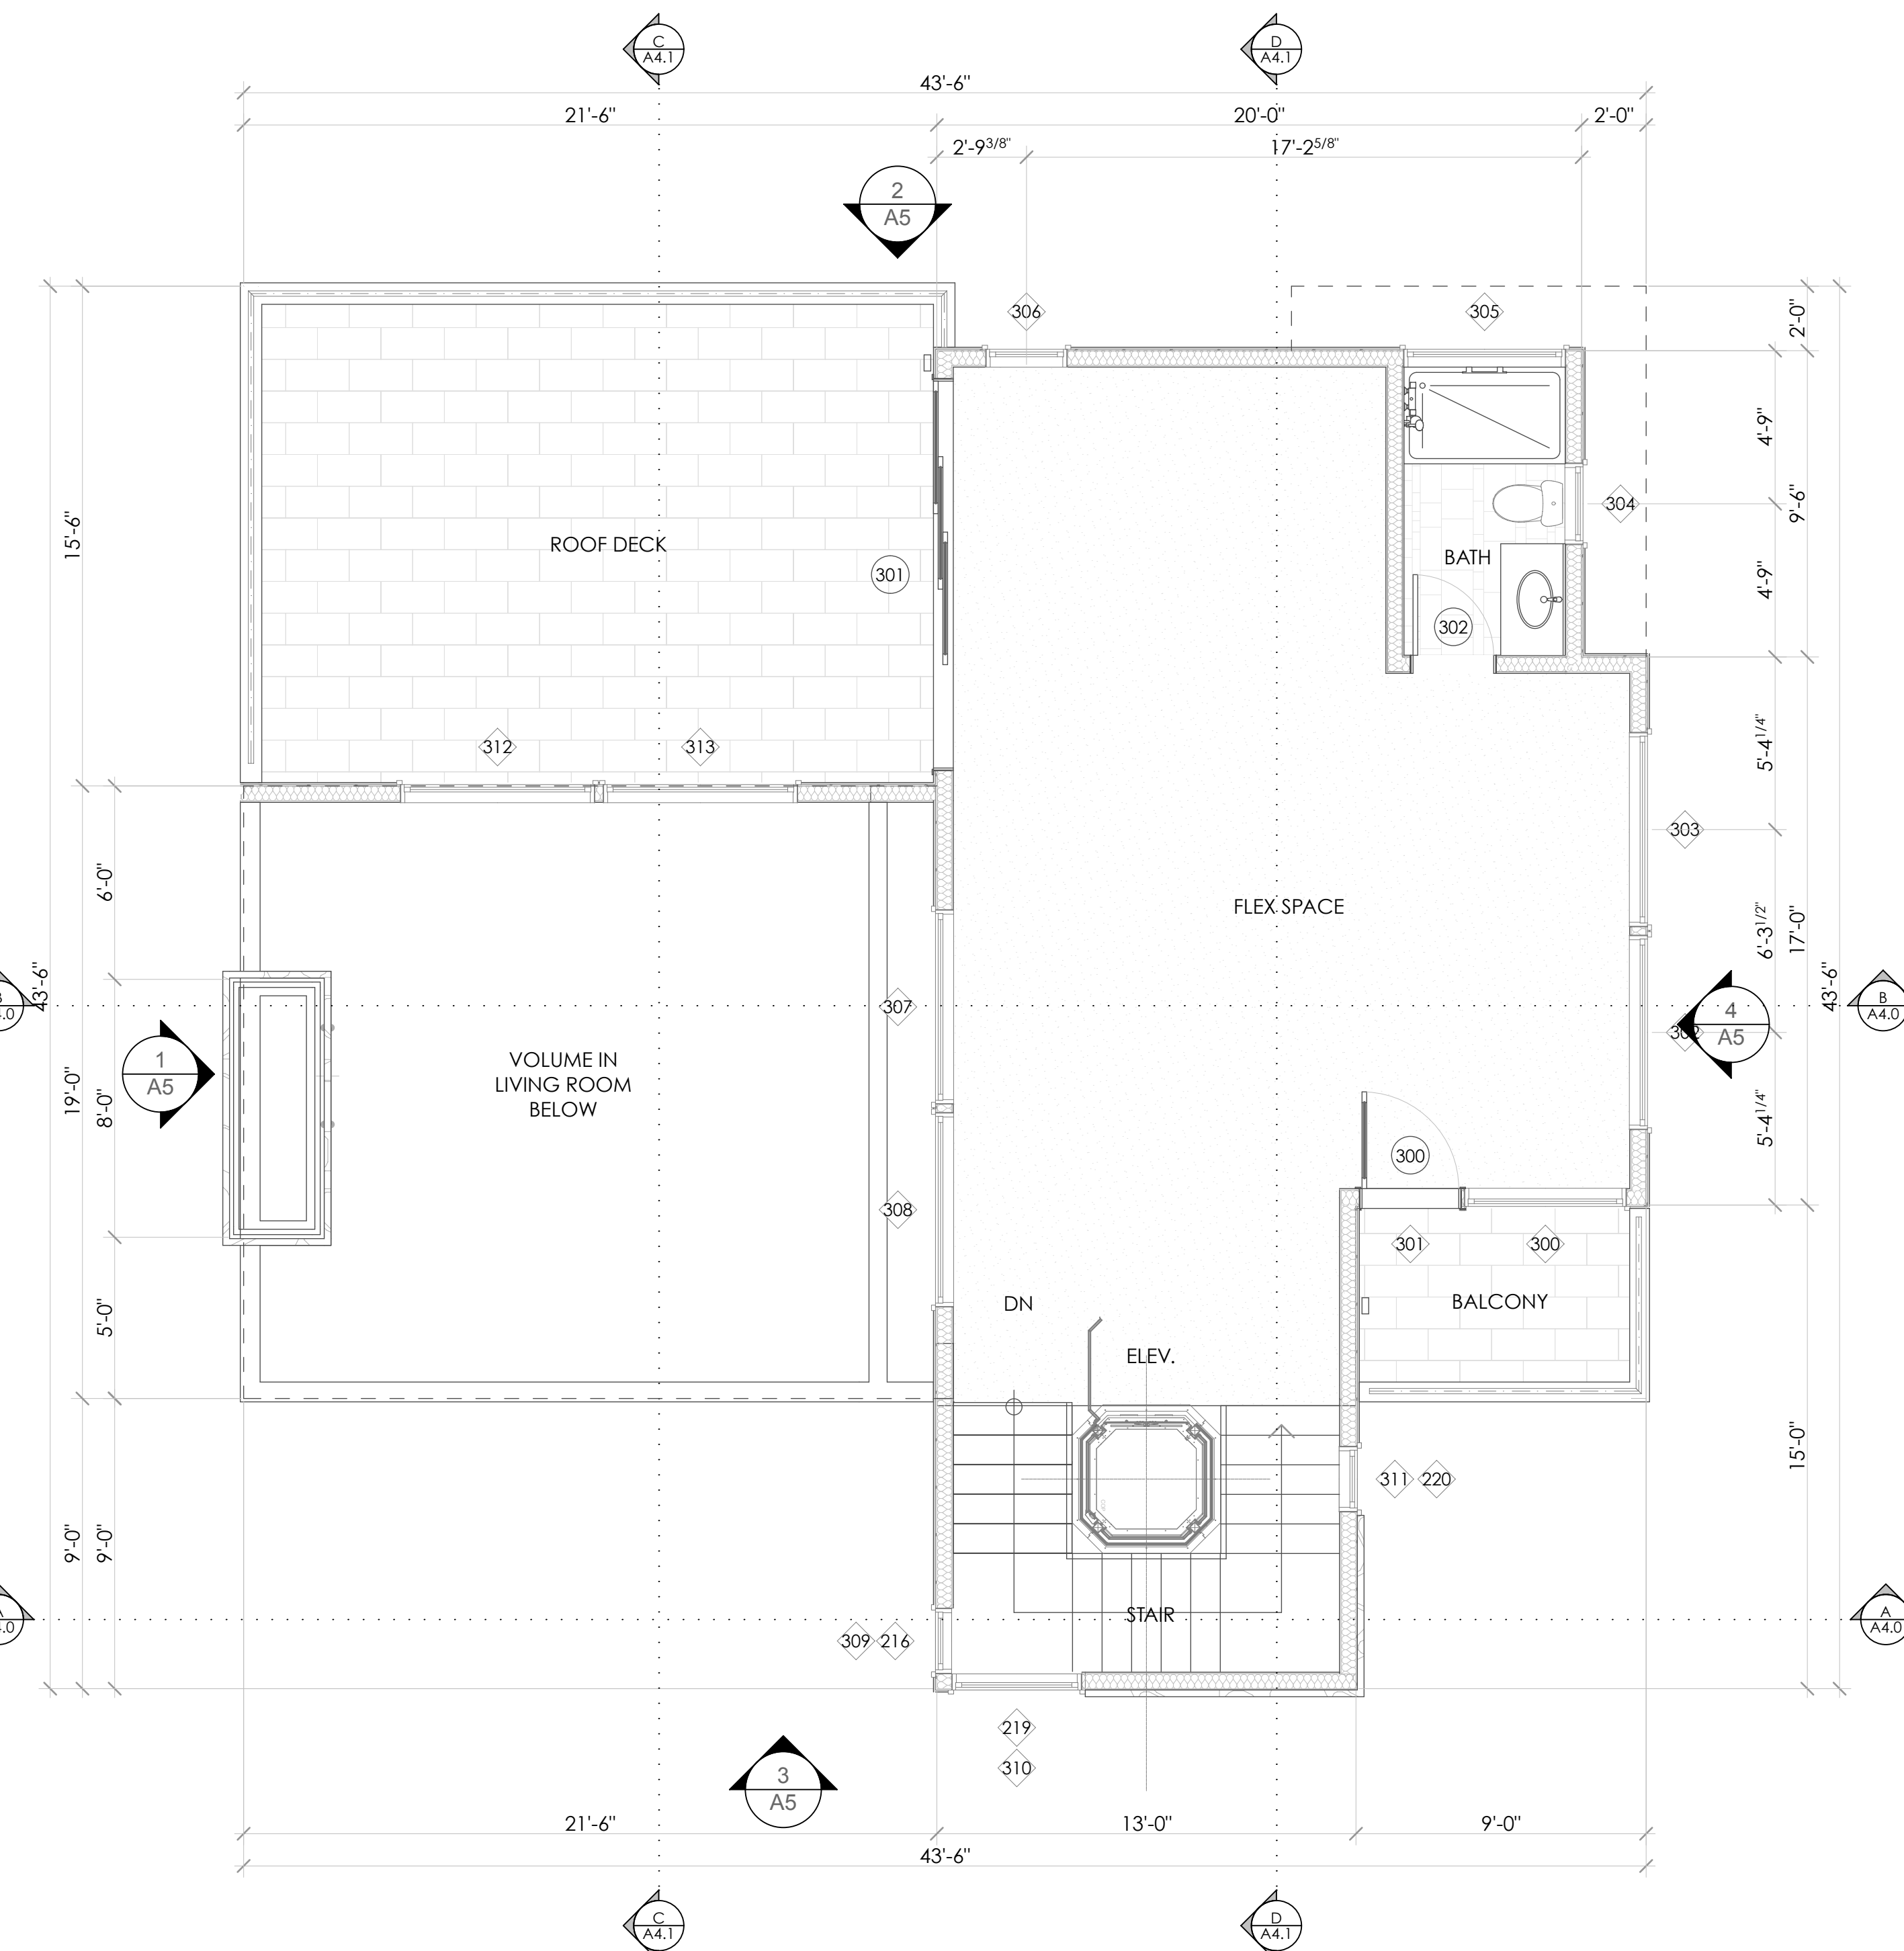 C
A4.1
D
A4.1
43'-6"
21'-6"
20'-0"
2'-0"
2'-9 3/8"
17'-2 5/8"
2
A5
306
305
2'-0"
4'-9"
304
9'-6"
15'-6"
ROOF DECK
301
BATH
4'-9"
302
312
313
5'-4 1/4"
303
6'-0"
FLEX SPACE
6'-3 1/2"
17'-0"
43'-6"
43'-6"
307
4
A5
B
A4.0
1
A5
VOLUME IN
LIVING ROOM
BELOW
19'-0"
8'-0"
5'-4 1/4"
300
308
301
300
5'-0"
DN
BALCONY
ELEV.
15'-0"
311
220
9'-0"
9'-0"
STAIR
A
A4.0
309
216
219
310
3
A5
21'-6"
13'-0"
9'-0"
43'-6"
C
A4.1
D
A4.1